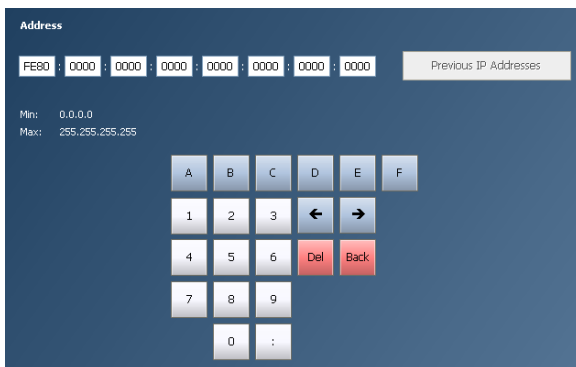 Address
FE80 : 0000 : 0000 : 0000 : 0000 : 0000 : 0000 : 0000 Previous IP Addresses
Min: 0.0.0.0
Max: 255.255.255.255
A B C D E F
1 2 3 ← →
4 5 6 Del Back
7 8 9
0 :